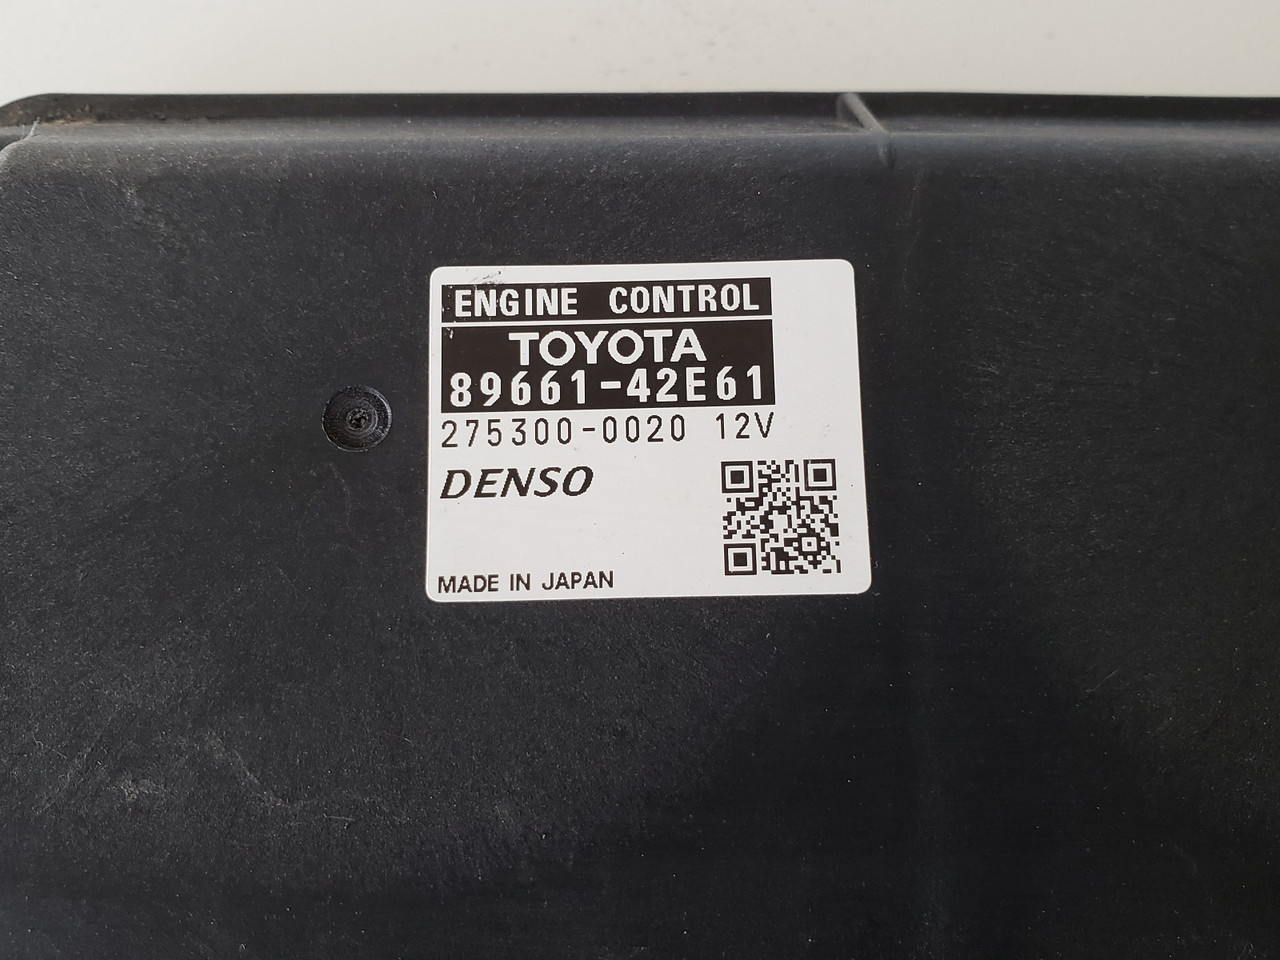 ENGINE CONTROL
TOYOTA
89661-42E61
275300-0020 12V
DENSO
MADE IN JAPAN